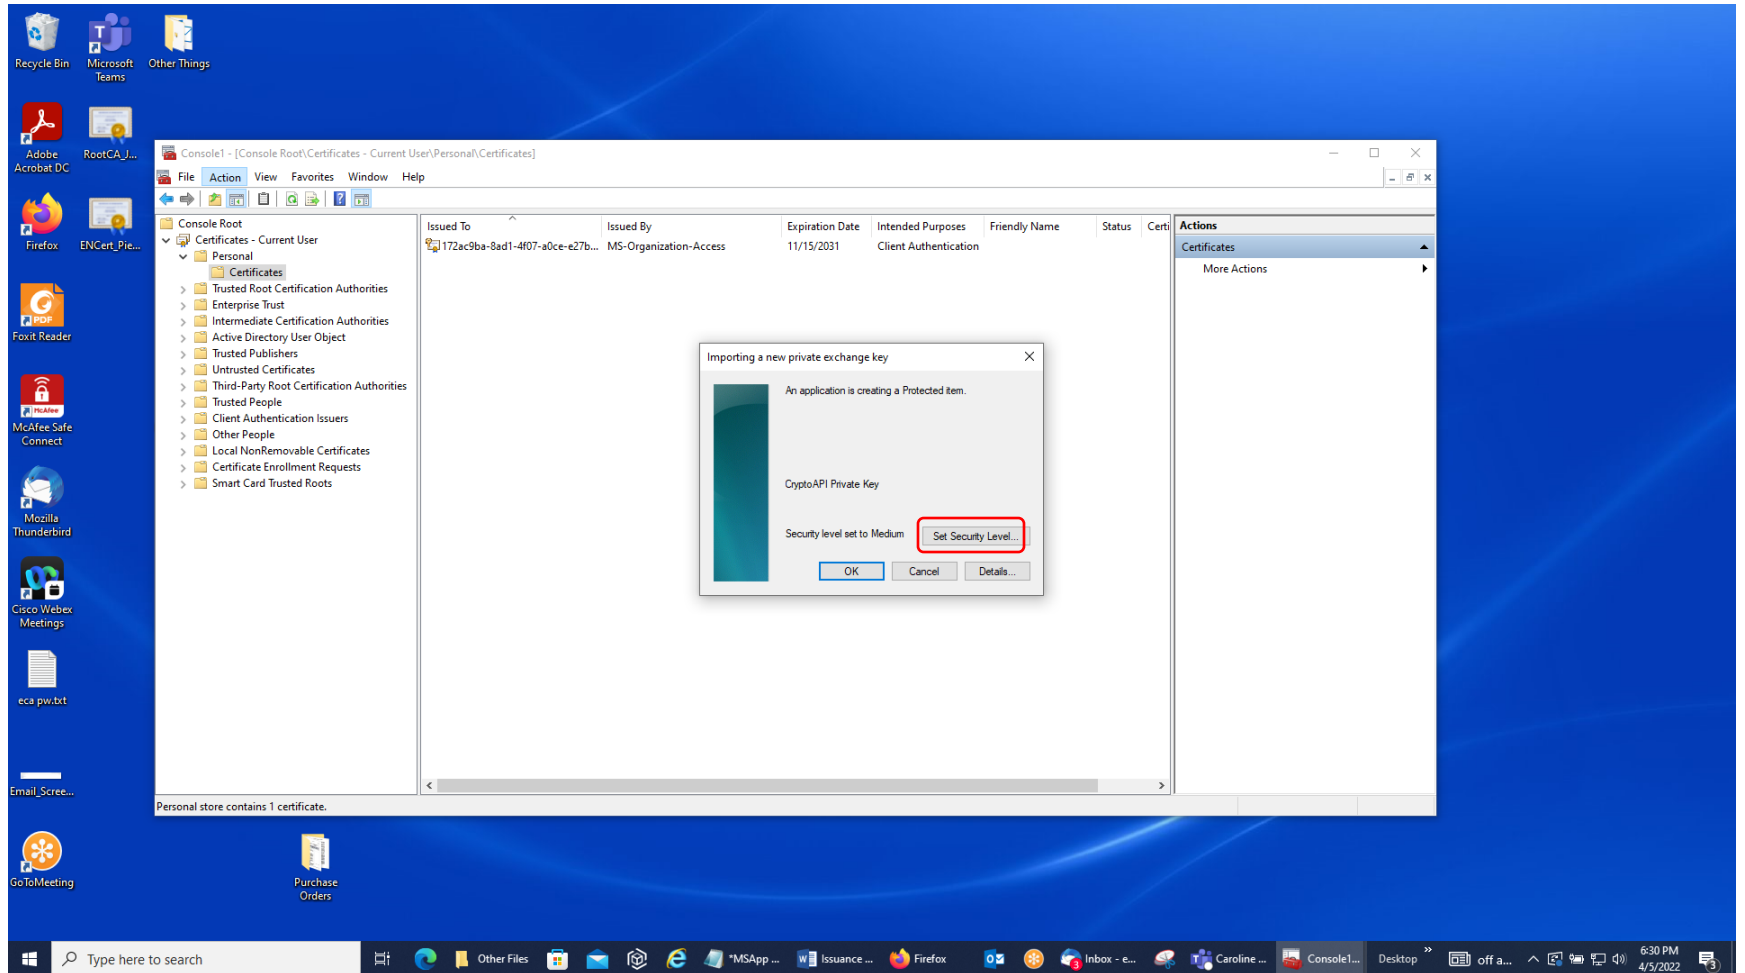 Recycle Bin
Microsoft
Teams
Other Things
Adobe
Acrobat DC
RootCA_J...
Firefox
ENCert_Pie...
PDF
Foxit Reader
McAfee
McAfee Safe
Connect
Mozilla
Thunderbird
Cisco Webex
Meetings
eca pw.txt
Email_Scree...
GoToMeeting
Purchase
Orders
Console1 - [Console Root\Certificates - Current User\Personal\Certificates]
File Action View Favorites Window Help
Console Root
Certificates - Current User
Personal
Certificates
Trusted Root Certification Authorities
Enterprise Trust
Intermediate Certification Authorities
Active Directory User Object
Trusted Publishers
Untrusted Certificates
Third-Party Root Certification Authorities
Trusted People
Client Authentication Issuers
Other People
Local NonRemovable Certificates
Certificate Enrollment Requests
Smart Card Trusted Roots
Issued To Issued By Expiration Date Intended Purposes Friendly Name Status Certi
172ac9ba-8ad1-4f07-a0ce-e27b... MS-Organization-Access 11/15/2031 Client Authentication
Actions
Certificates
More Actions
Importing a new private exchange key
An application is creating a Protected item.
CryptoAPI Private Key
Security level set to Medium Set Security Level...
OK Cancel Details...
Personal store contains 1 certificate.
Type here to search
Other Files
*MSApp ...
Issuance ...
Firefox
Inbox - e...
Caroline ...
Console1...
Desktop
off a...
6:30 PM
4/5/2022
3